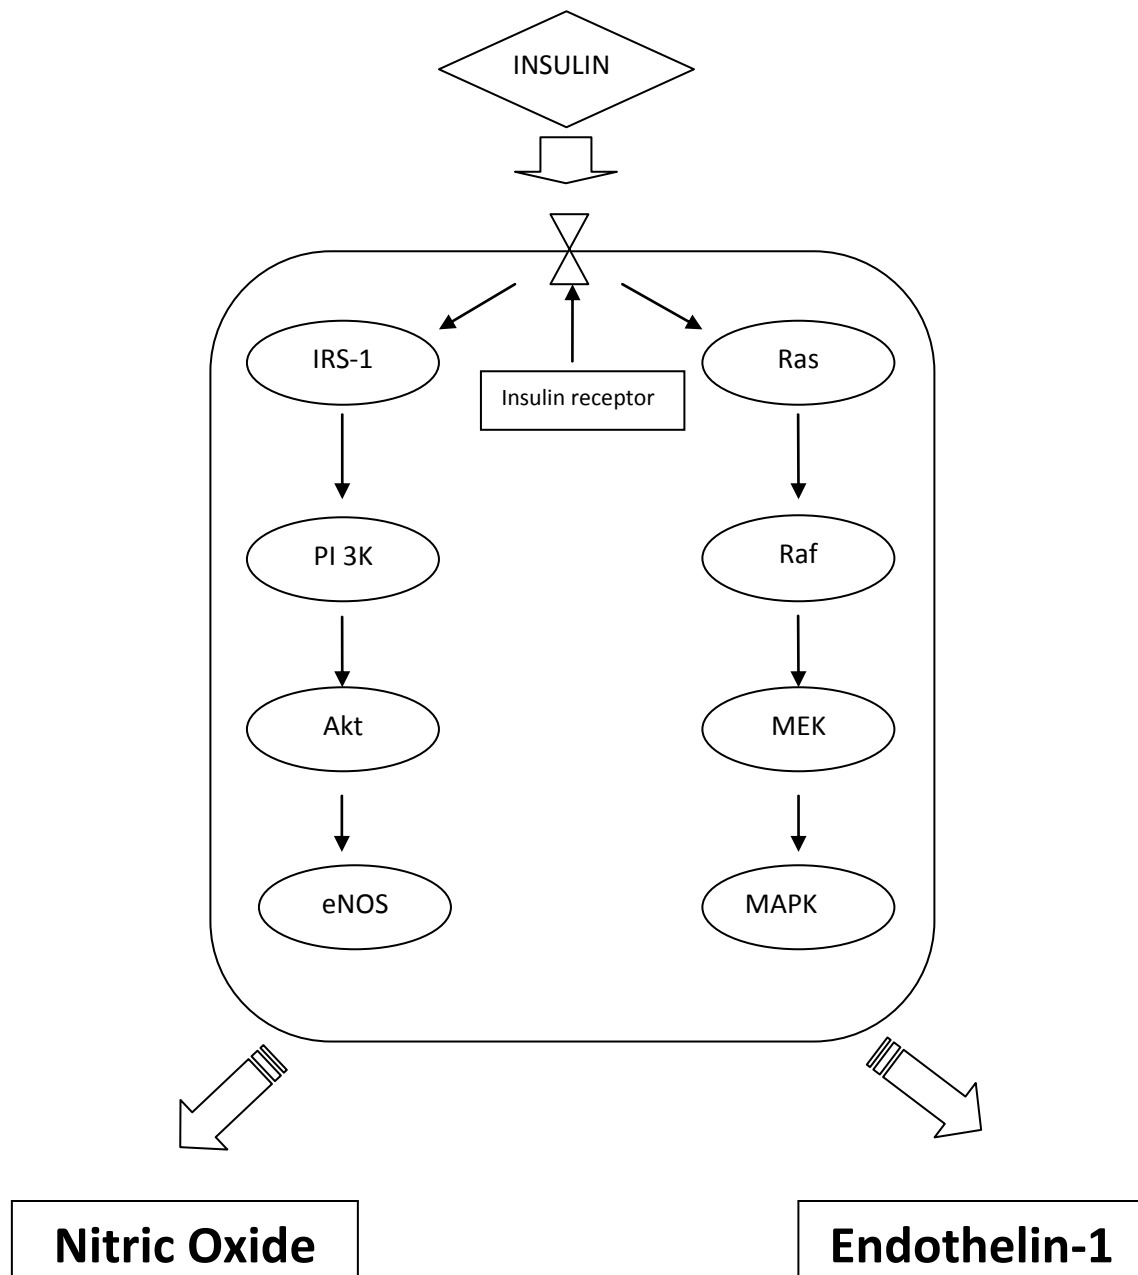 INSULIN
IRS-1
Insulin receptor
Ras
PI 3K
Raf
Akt
MEK
eNOS
MAPK
Nitric Oxide
Endothelin-1